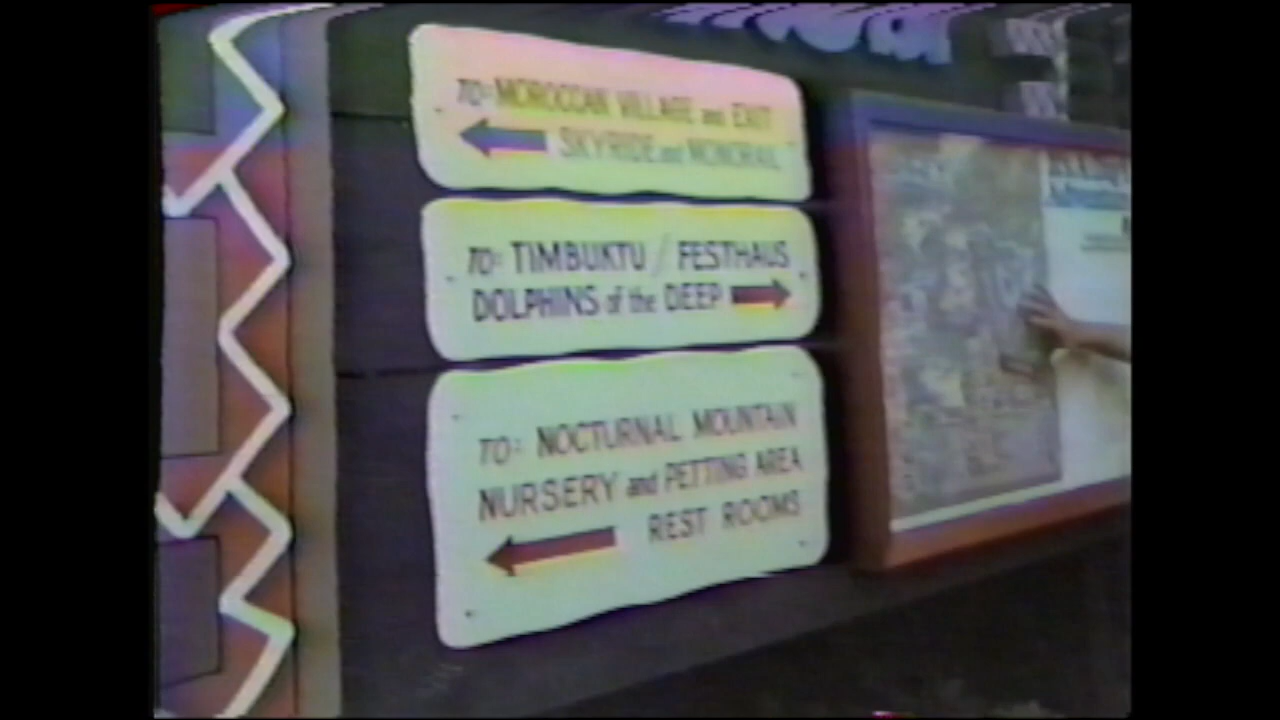 TO: MOROCCAN VILLAGE and EXIT
SKYRIDE and MONORAIL
TO: TIMBUKTU / FESTHAUS
DOLPHINS of the DEEP
TO: NOCTURNAL MOUNTAIN
NURSERY and PETTING AREA
REST ROOMS